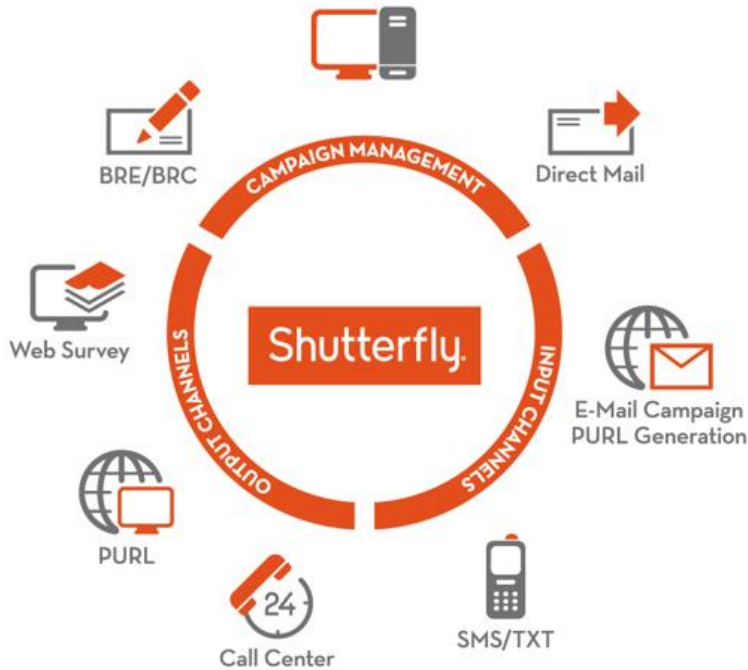 CAMPAIGN MANAGEMENT
Direct Mail
BRE/BRC
Shutterfly.
Web Survey
OUTPUT CHANNELS
INPUT CHANNELS
E-Mail Campaign
PURL Generation
PURL
24
Call Center
SMS/TXT